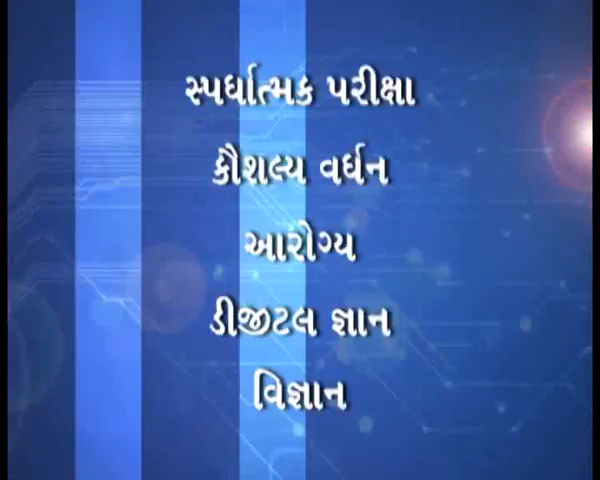 સ્પર્ધાત્મક પરીક્ષા
કૌશલ્ય વર્ધન
આરોગ્ય
ડીજીટલ જ્ઞાન
વિજ્ઞાન